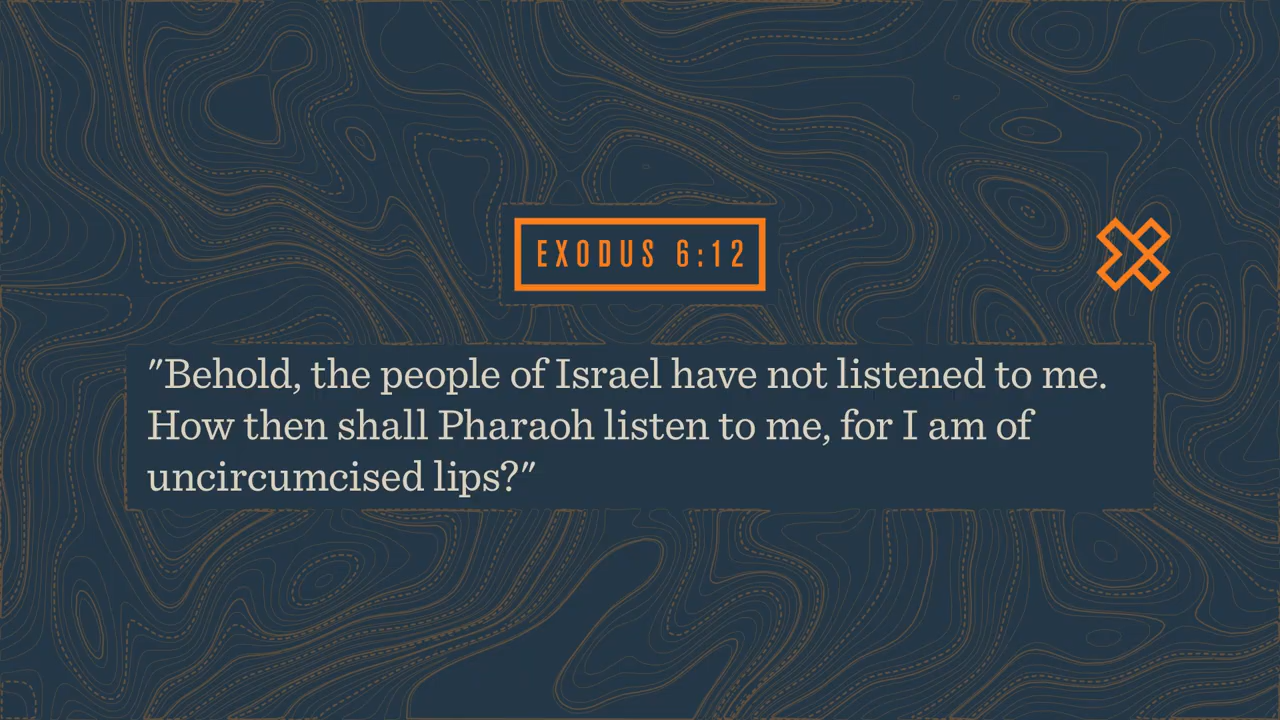 EXODUS 6:12
"Behold, the people of Israel have not listened to me.
How then shall Pharaoh listen to me, for I am of
uncircumcised lips?"